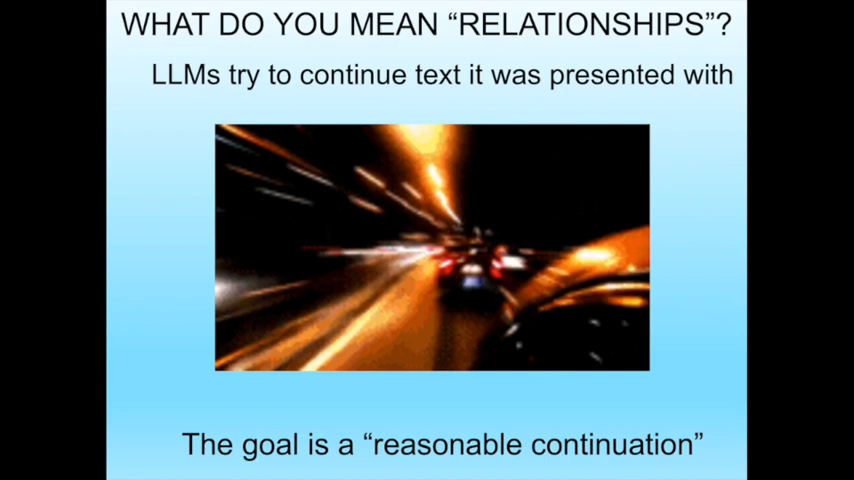 WHAT DO YOU MEAN “RELATIONSHIPS”?
LLMs try to continue text it was presented with
The goal is a “reasonable continuation”